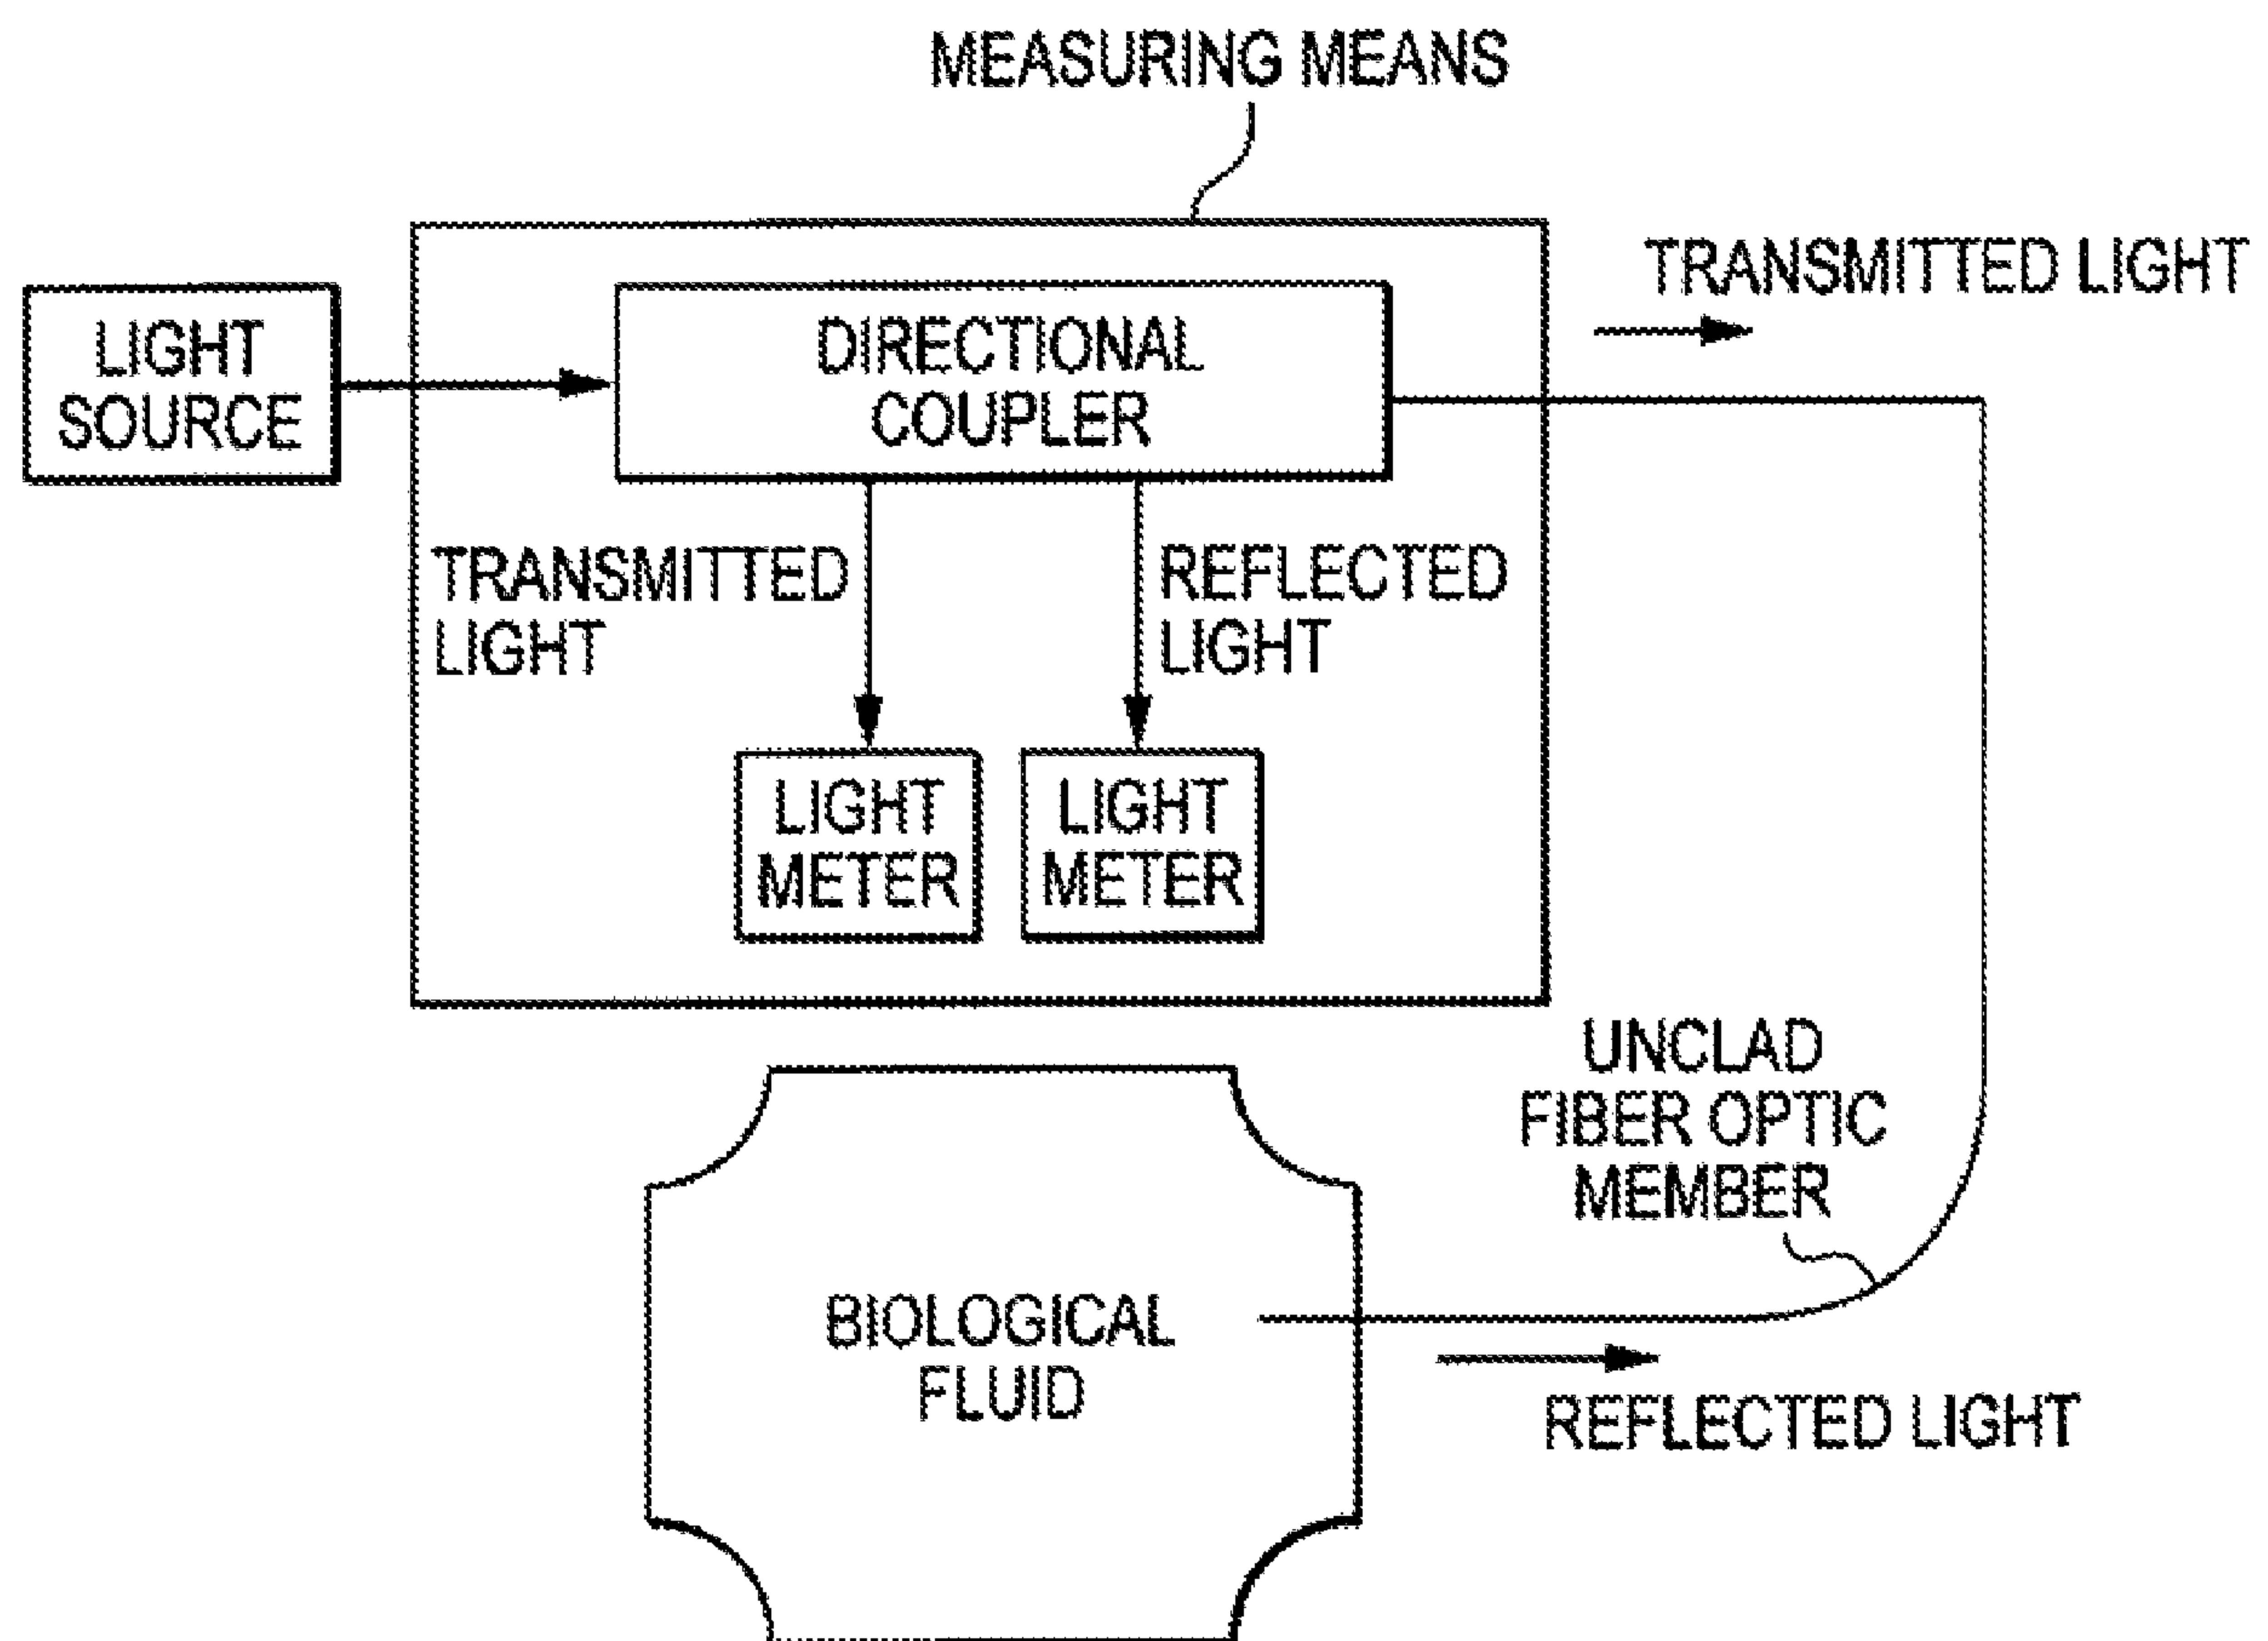 MEASURING MEANS
TRANSMITTED LIGHT
LIGHT
SOURCE
DIRECTIONAL
COUPLER
TRANSMITTED
LIGHT
REFLECTED
LIGHT
LIGHT
METER
LIGHT
METER
UNCLAD
FIBER OPTIC
MEMBER
BIOLOGICAL
FLUID
REFLECTED LIGHT